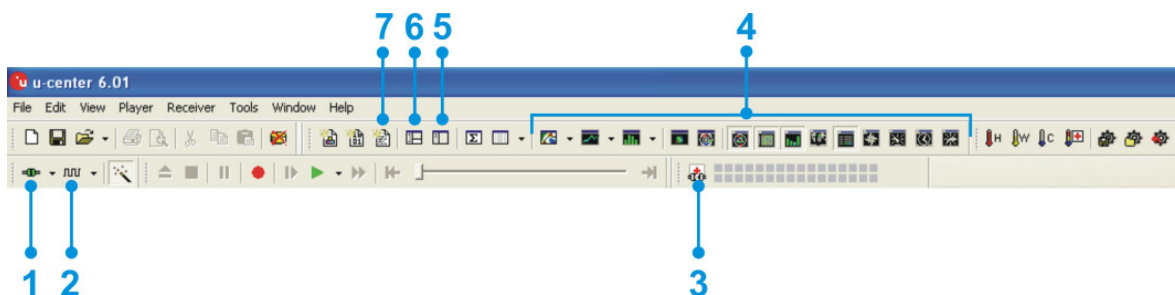 7 6 5 4
u u-center 6.01
File Edit View Player Receiver Tools Window Help
Σ H W C
1 2 3